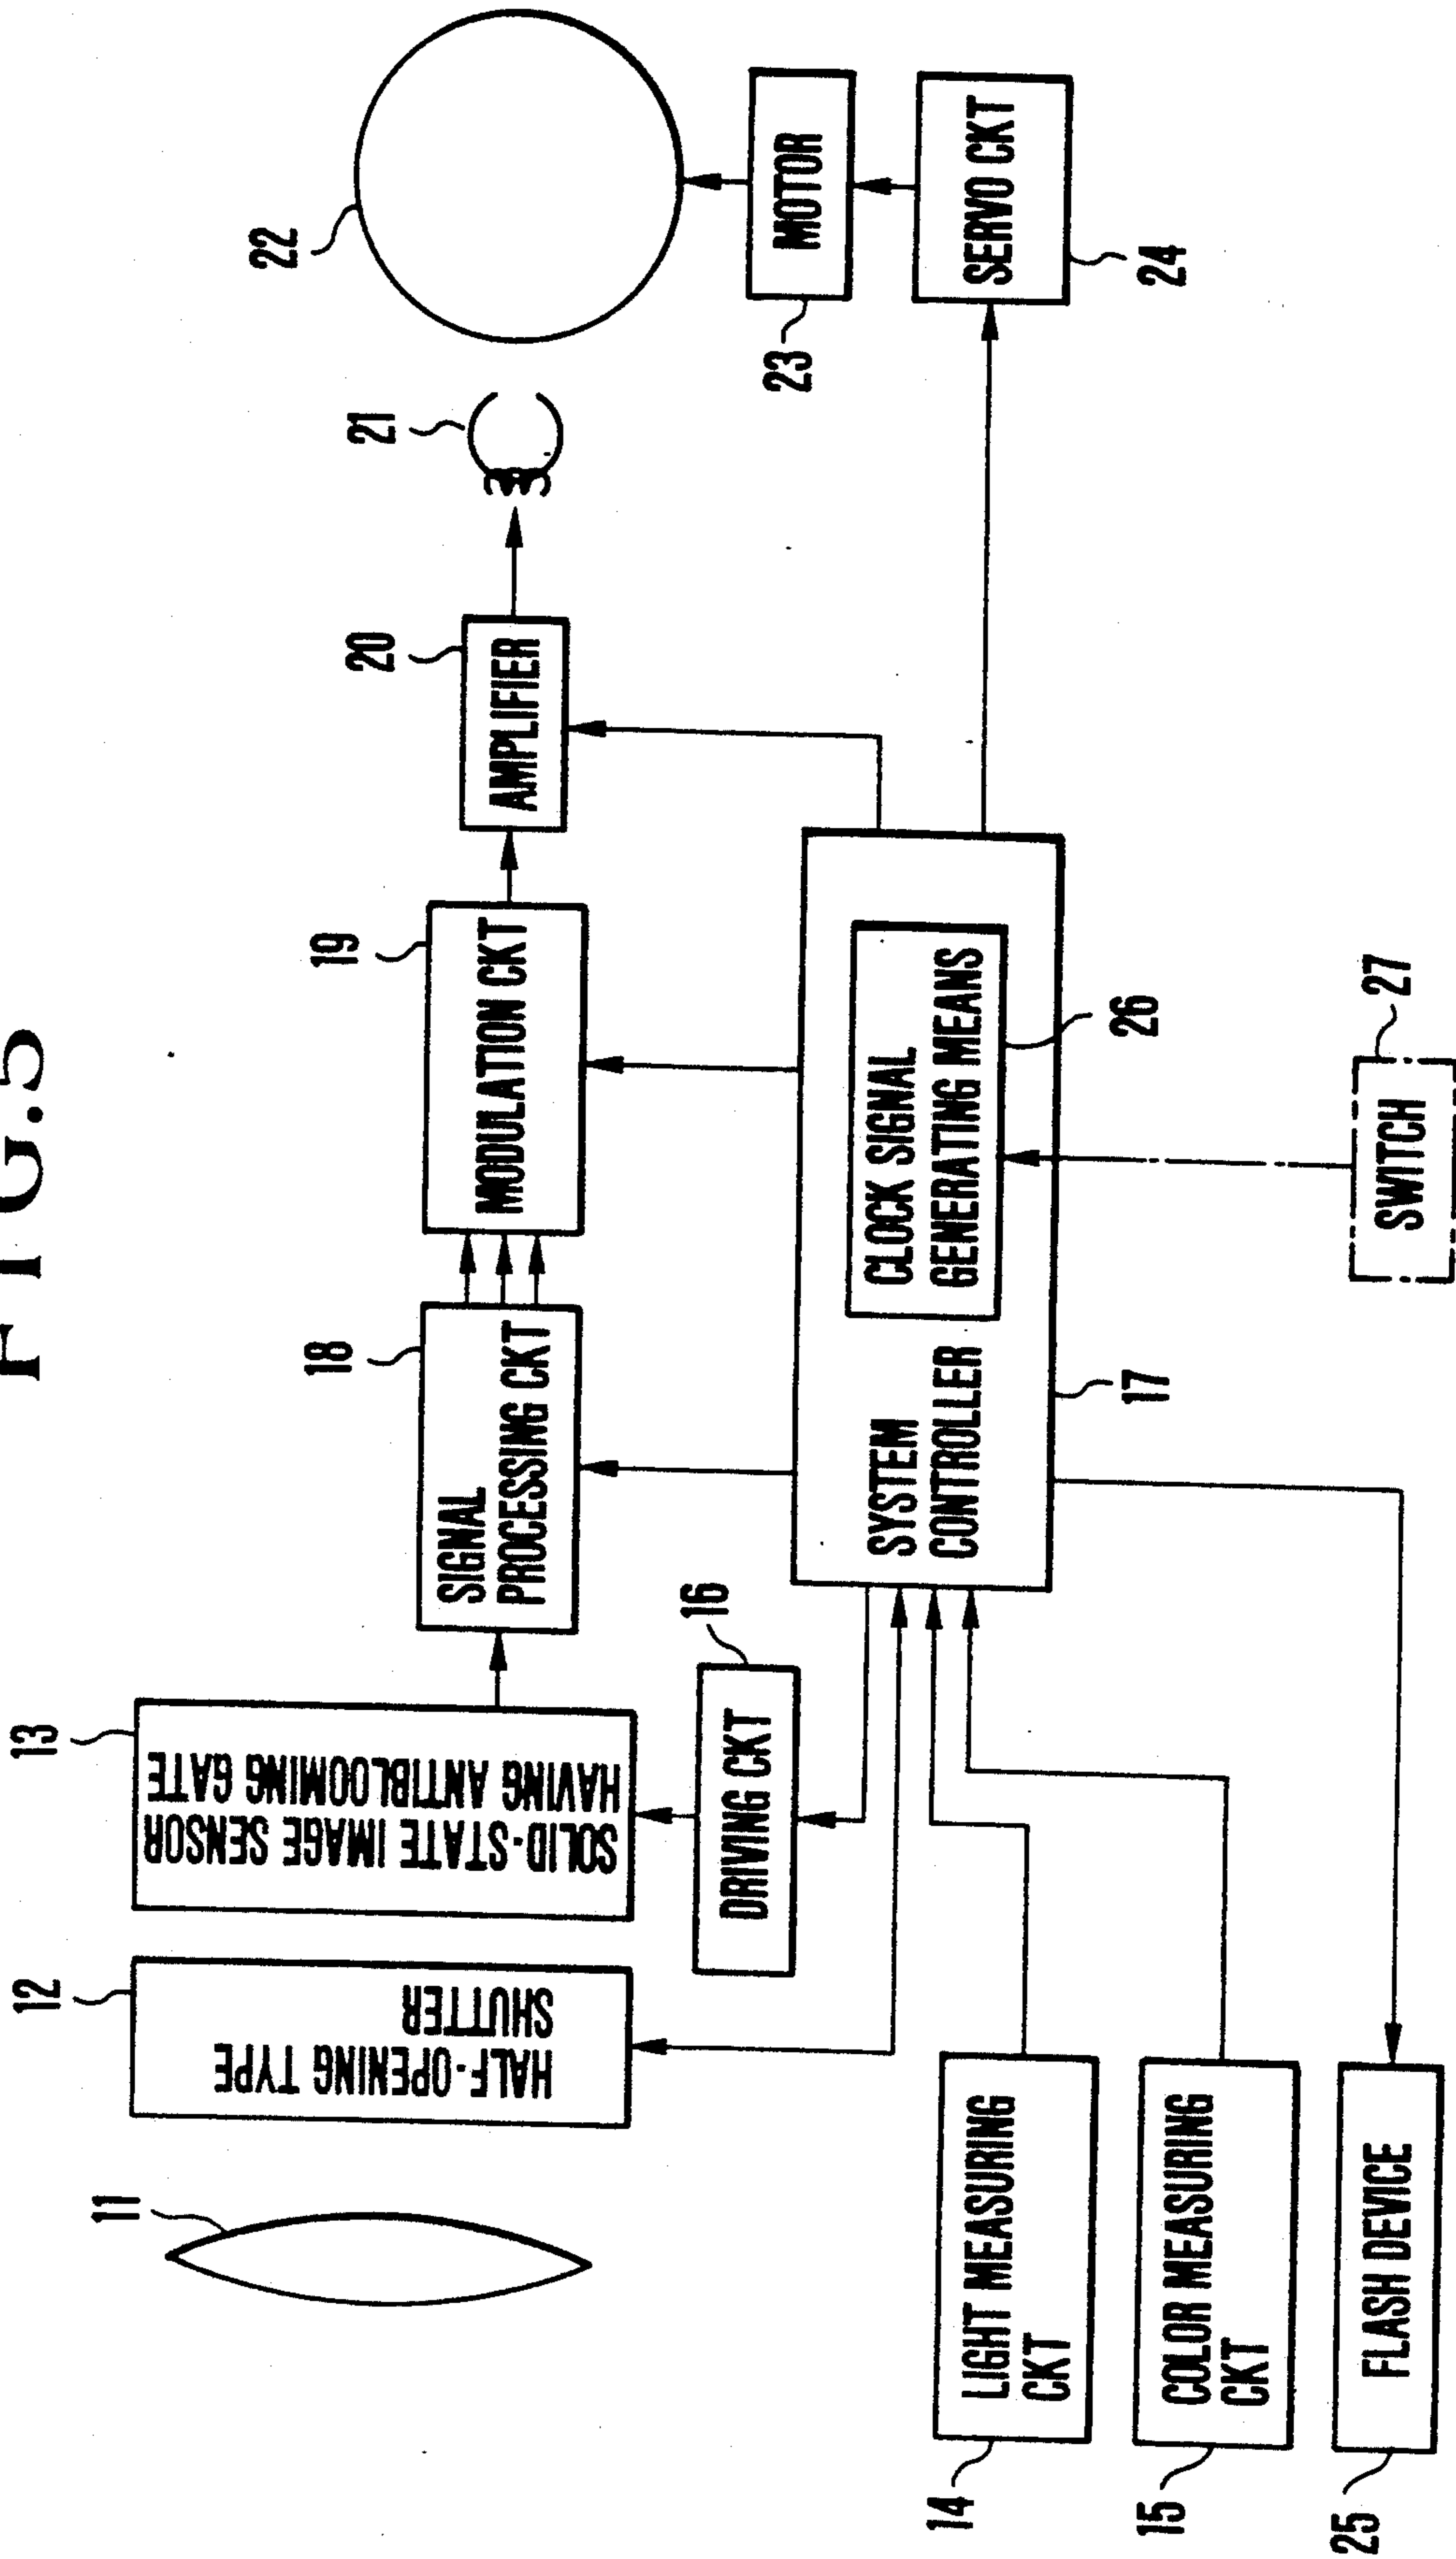 FIG.5
11
12
HALF-OPENING TYPE
SHUTTER
13
SOLID-STATE IMAGE SENSOR
HAVING ANTIBLOOMING GATE
18
SIGNAL
PROCESSING CKT
19
MODULATION CKT
20
AMPLIFIER
21
22
16
DRIVING CKT
MOTOR
23
SYSTEM
CONTROLLER
17
CLOCK SIGNAL
GENERATING MEANS
26
SERVO CKT
24
14
LIGHT MEASURING
CKT
15
COLOR MEASURING
CKT
25
FLASH DEVICE
SWITCH
27